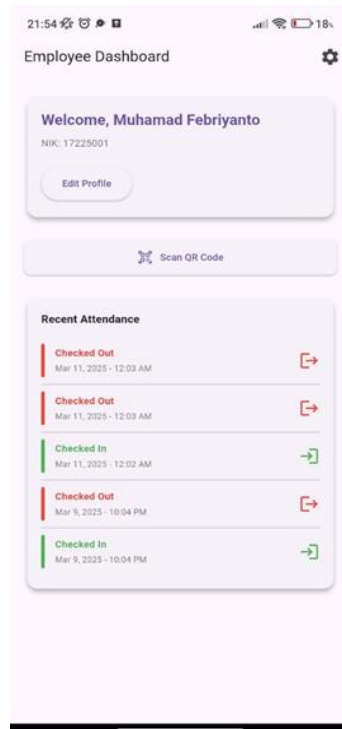 21:54 18%
Employee Dashboard
Welcome, Muhamad Febriyanto
NIK: 17225001
Edit Profile
Scan QR Code
Recent Attendance
Checked Out
Mar 11, 2025 - 12:03 AM
Checked Out
Mar 11, 2025 - 12:03 AM
Checked In
Mar 11, 2025 - 12:02 AM
Checked Out
Mar 9, 2025 - 10:04 PM
Checked In
Mar 9, 2025 - 10:04 PM